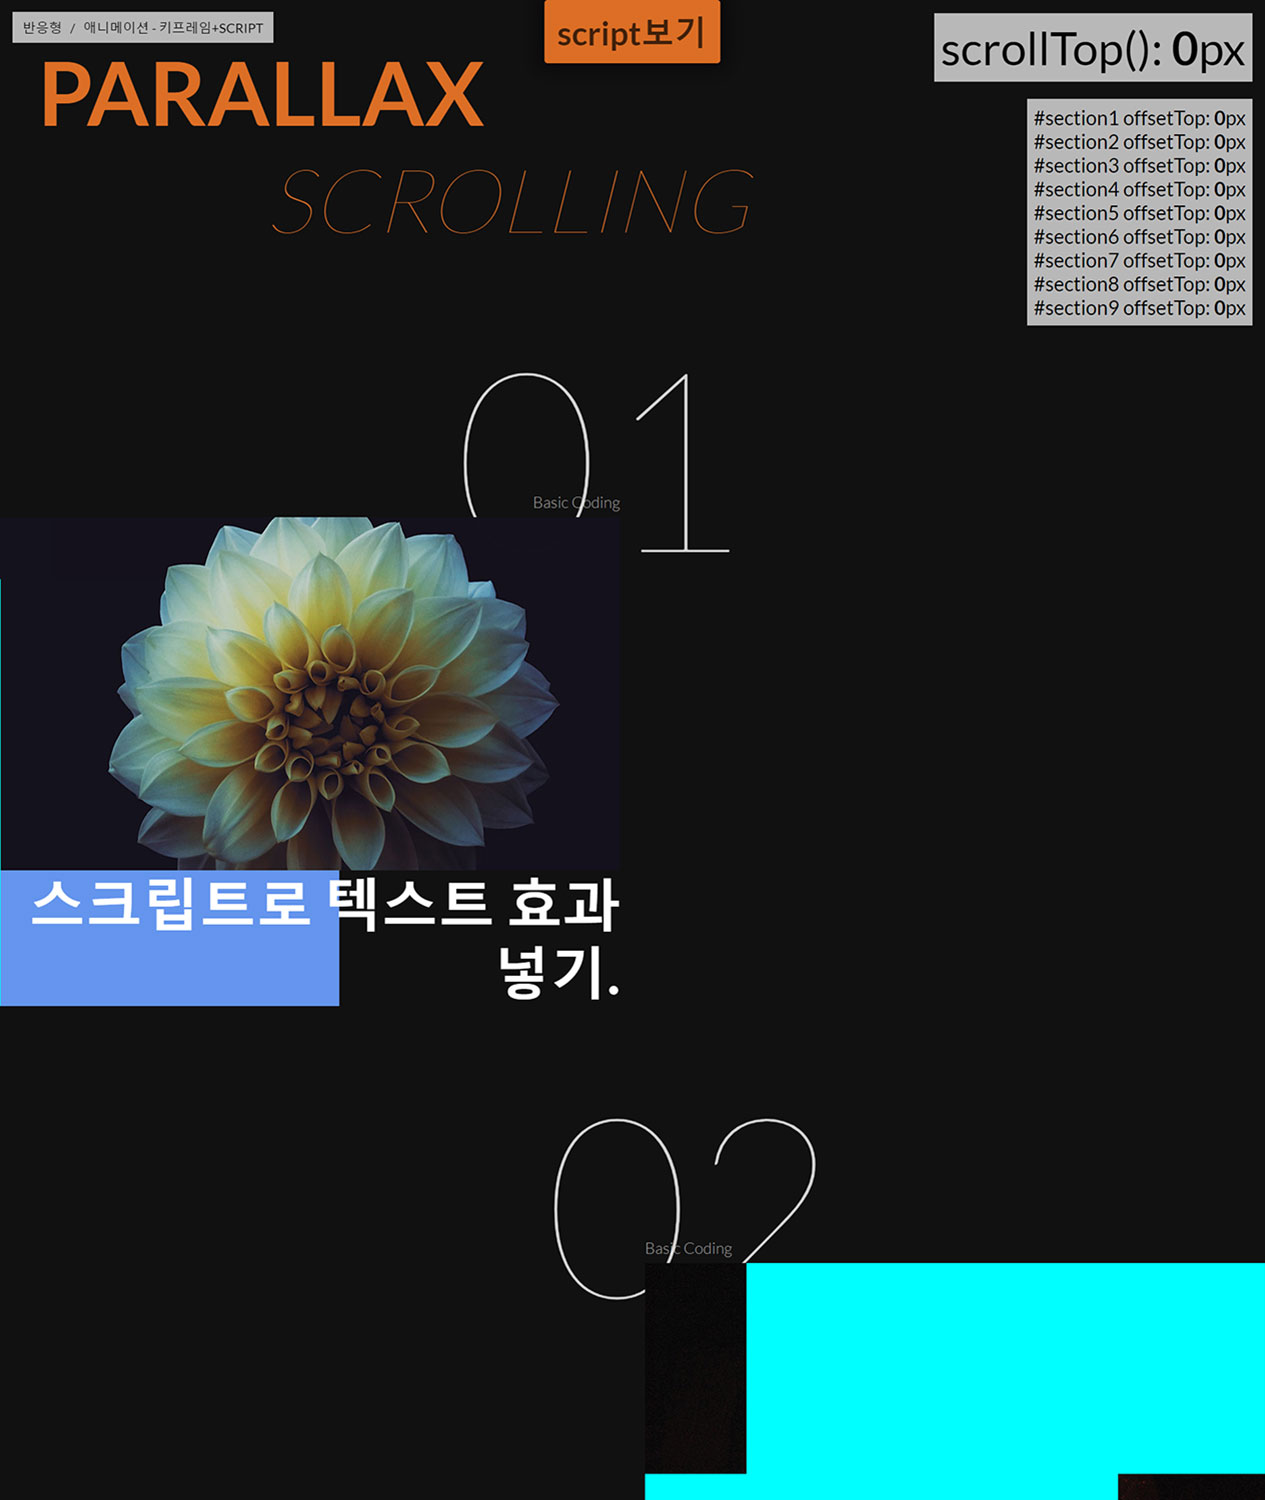 반응형 / 애니메이션 - 키프레임+SCRIPT
script보기
scrollTop(): 0px
PARALLAX
SCROLLING
#section1 offsetTop: 0px
#section2 offsetTop: 0px
#section3 offsetTop: 0px
#section4 offsetTop: 0px
#section5 offsetTop: 0px
#section6 offsetTop: 0px
#section7 offsetTop: 0px
#section8 offsetTop: 0px
#section9 offsetTop: 0px
01
Basic Coding
스크립트로 텍스트 효과
넣기.
02
Basic Coding